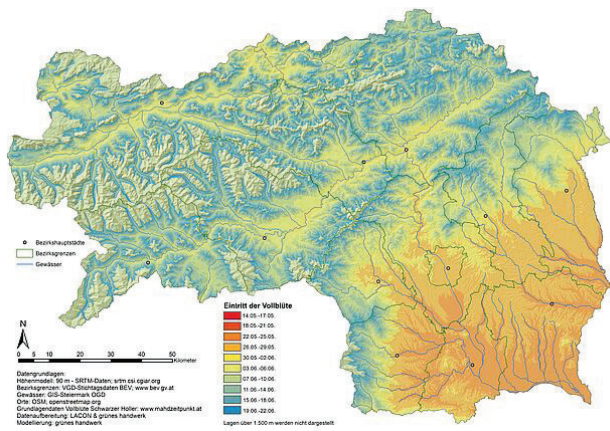 Bezirkshauptstädte
Bezirksgrenzen
Gewässer
N
0 10 20 30 40 50
Kilometer
Datengrundlagen:
Höhenmodell: 90 m - SRTM-Daten; srtm.csi.cgiar.org
Bezirksgrenzen: VGD-Stichtagsdaten BEV; www.bev.gv.at
Gewässer: GIS-Steiermark OGD
Orte: OSM; openstreetmap.org
Grundlagendaten Vollblüte Schwarzer Holler: www.mahdzeitpunkt.at
Datenaufbereitung: LACON & grünes handwerk
Modellierung: grünes handwerk
Eintritt der Vollblüte
14.05.-17.05.
18.05.-21.05.
22.05.-25.05.
26.05.-29.05.
30.05.-02.06.
03.06.-06.06.
07.06.-10.06.
11.06.-14.06.
15.06.-18.06.
19.06.-22.06.
Lagen über 1.500 m werden nicht dargestellt